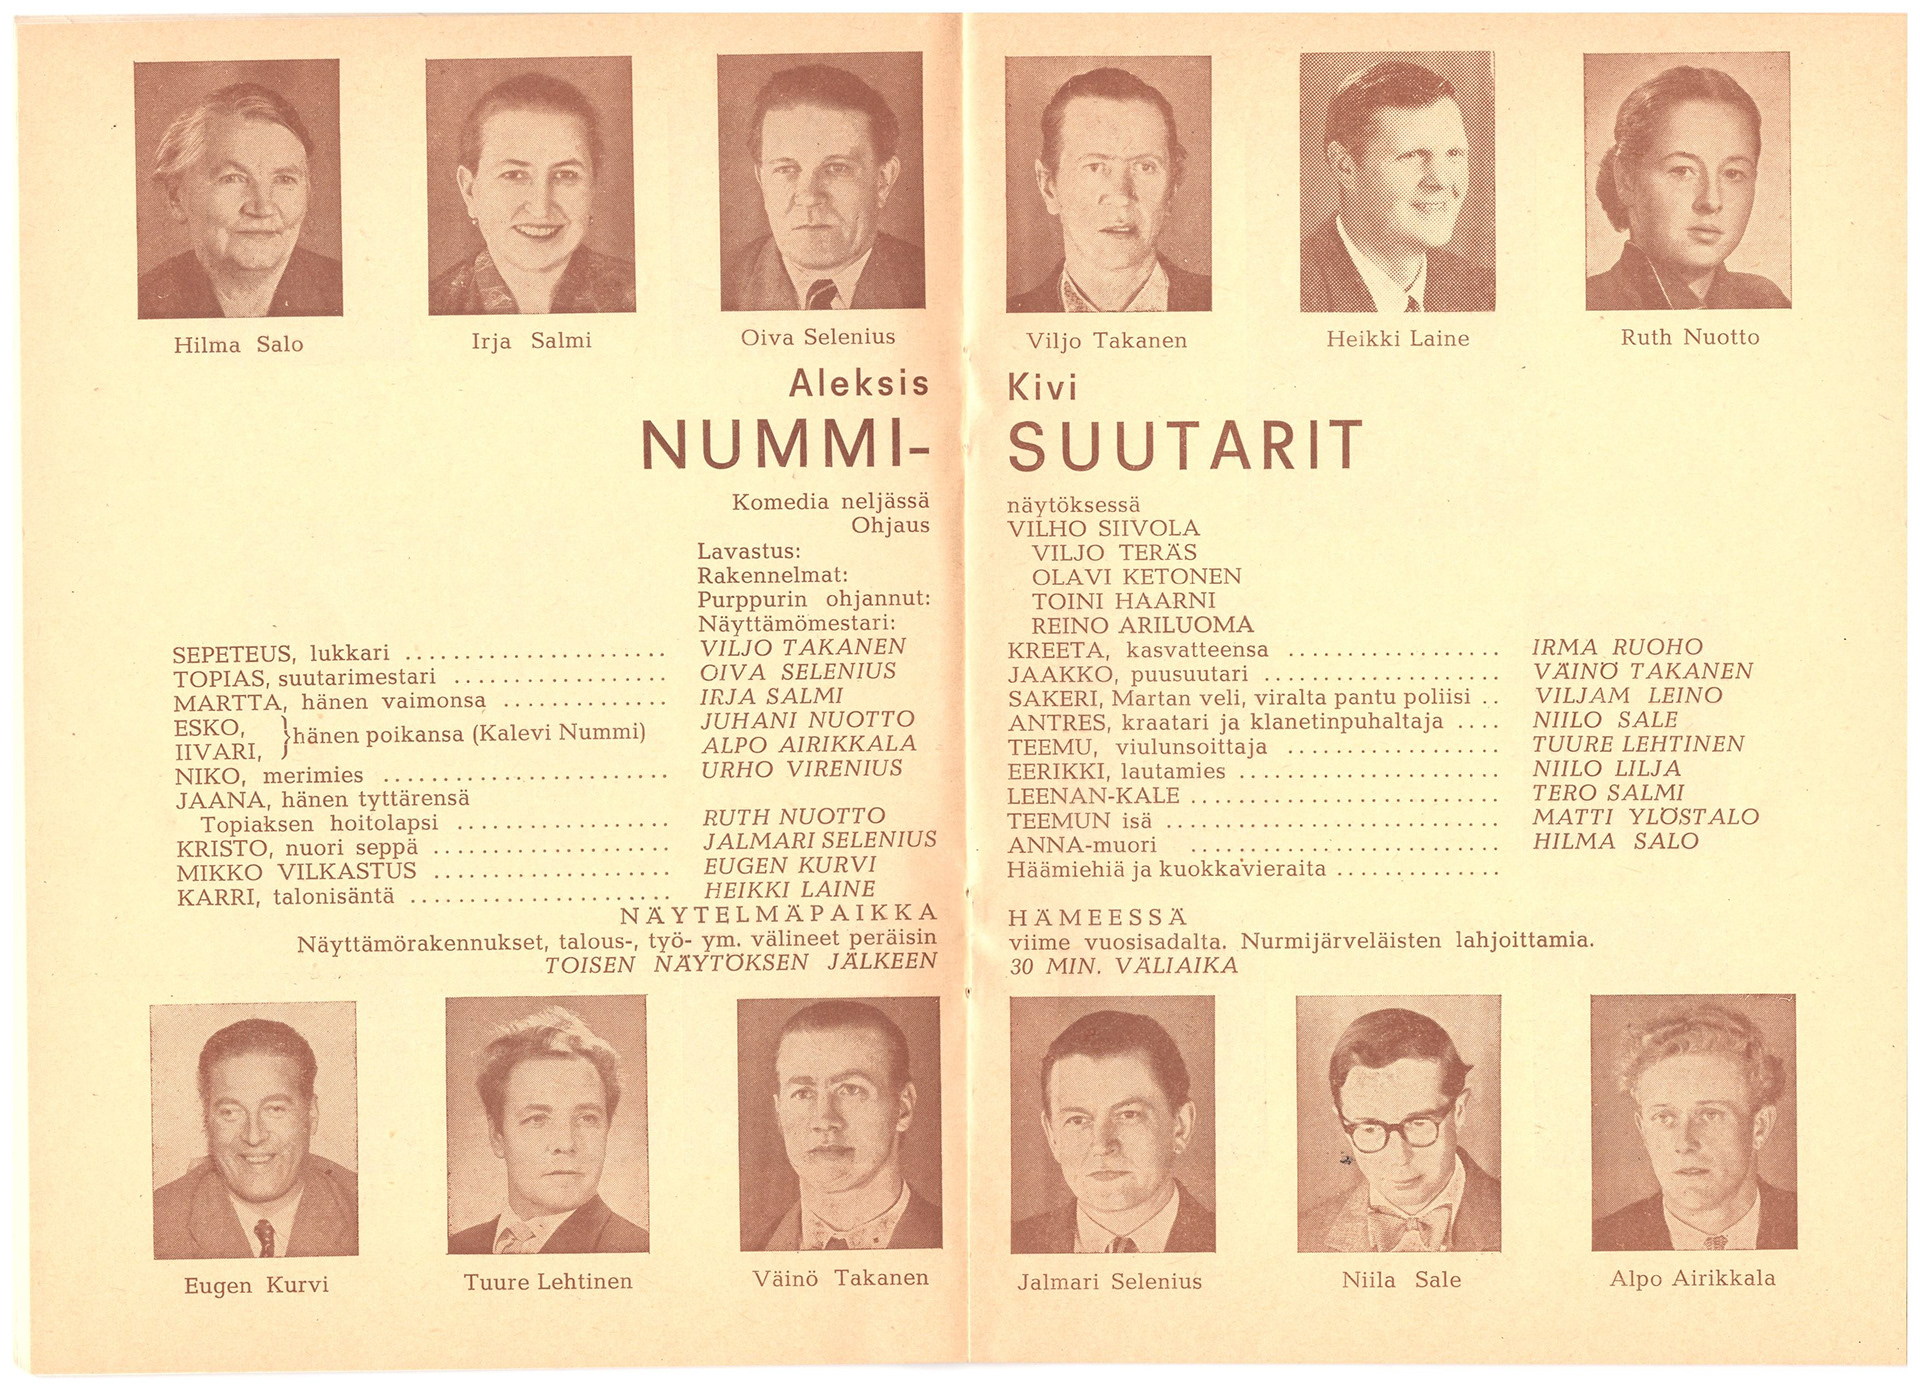 Hilma Salo
Irja Salmi
Oiva Selenius
Viljo Takanen
Heikki Laine
Ruth Nuotto
Aleksis Kivi
NUMMI-SUUTARIT
Komedia neljässä näytöksessä
Ohjaus VILHO SIIVOLA
Lavastus: VILJO TERÄS
Rakennelmat: OLAVI KETONEN
Purppurin ohjannut: TOINI HAARNI
Näyttämömestari: REINO ARILUOMA
SEPETEUS, lukkari ...................... VILJO TAKANEN
TOPIAS, suutarimestari .................. OIVA SELENIUS
MARTTA, hänen vaimonsa .............. IRJA SALMI
ESKO, JUHANI NUOTTO
}hänen poikansa (Kalevi Nummi)
IIVARI, ALPO AIRIKKALA
NIKO, merimies ........................ URHO VIRENIUS
JAANA, hänen tyttärensä
Topiaksen hoitolapsi .................. RUTH NUOTTO
KRISTO, nuori seppä .................... JALMARI SELENIUS
MIKKO VILKASTUS .................... EUGEN KURVI
KARRI, talonisäntä ...................... HEIKKI LAINE
KREETA, kasvatteensa .................. IRMA RUOHO
JAAKKO, puusuutari .................... VÄINÖ TAKANEN
SAKERI, Martan veli, viralta pantu poliisi .. VILJAM LEINO
ANTRES, kraatari ja klanetinpuhaltaja .... NIILO SALE
TEEMU, viulunsoittaja .................. TUURE LEHTINEN
EERIKKI, lautamies ...................... NIILO LILJA
LEENAN-KALE .......................... TERO SALMI
TEEMUN isä ............................ MATTI YLÖSTALO
ANNA-muori .......................... HILMA SALO
Häämiehiä ja kuokkavieraita ..............
NÄYTELMÄPAIKKA HÄMEESSÄ
Näyttämörakennukset, talous-, työ- ym. välineet peräisin viime vuosisadalta. Nurmijärveläisten lahjoittamia.
TOISEN NÄYTÖKSEN JÄLKEEN 30 MIN. VÄLIAIKA
Eugen Kurvi
Tuure Lehtinen
Väinö Takanen
Jalmari Selenius
Niila Sale
Alpo Airikkala